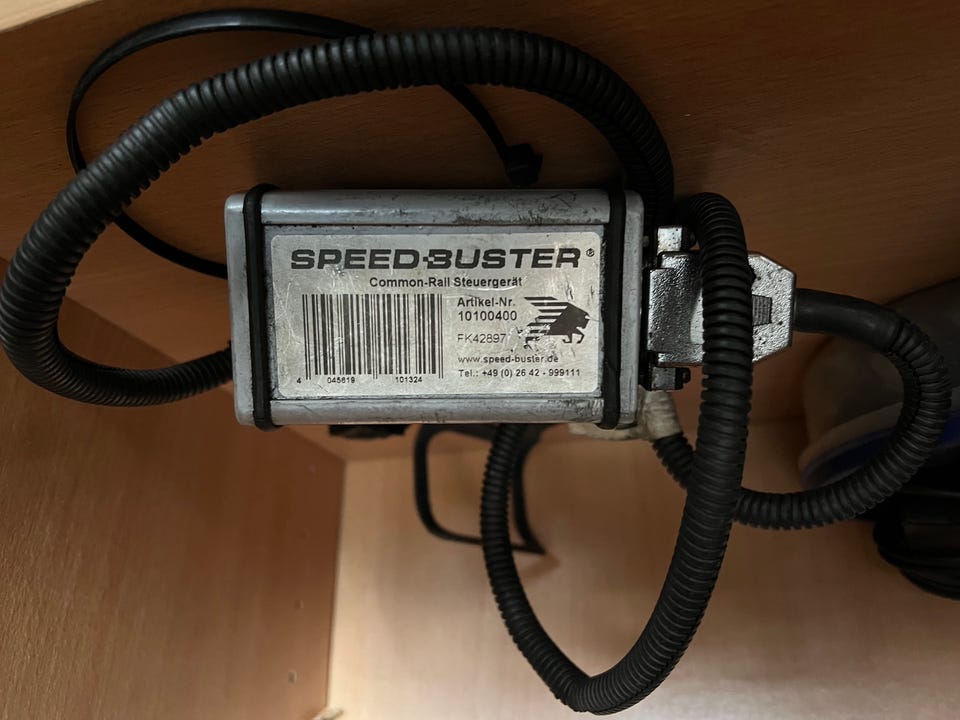 SPEED-BUSTER®
Common-Rail Steuergerät
Artikel-Nr.
10100400
FK42897
www.speed-buster.de
Tel.: +49 (0) 26 42 - 999111
4 045619 101324